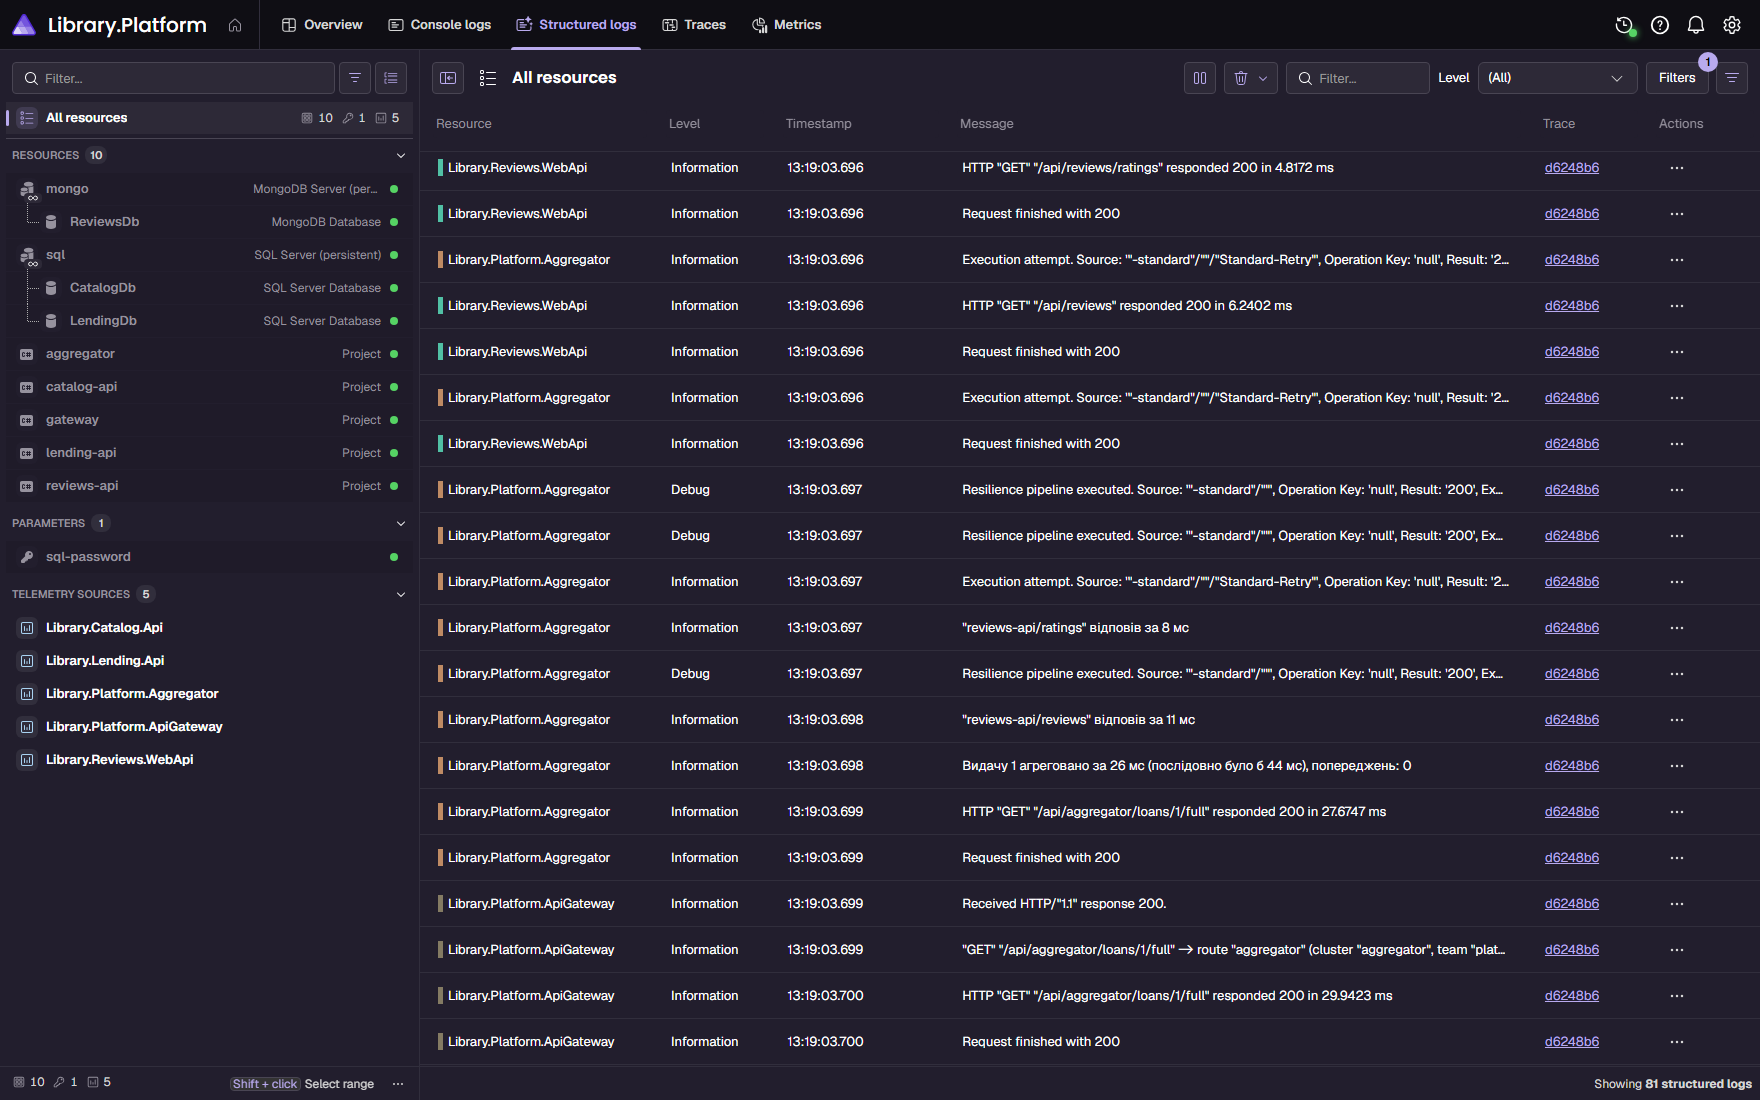 Library.Platform
Overview
Console logs
Structured logs
Traces
Metrics
Filter...
All resources
10
1
5
RESOURCES 10
mongo
MongoDB Server (per...
ReviewsDb
MongoDB Database
sql
SQL Server (persistent)
CatalogDb
SQL Server Database
LendingDb
SQL Server Database
aggregator
Project
catalog-api
Project
gateway
Project
lending-api
Project
reviews-api
Project
PARAMETERS 1
sql-password
TELEMETRY SOURCES 5
Library.Catalog.Api
Library.Lending.Api
Library.Platform.Aggregator
Library.Platform.ApiGateway
Library.Reviews.WebApi
10 1 5
Shift + click Select range
All resources
Filter...
Level
(All)
Filters
1
Resource Level Timestamp Message Trace Actions
Library.Reviews.WebApi Information 13:19:03.696 HTTP "GET" "/api/reviews/ratings" responded 200 in 4.8172 ms d6248b6
Library.Reviews.WebApi Information 13:19:03.696 Request finished with 200 d6248b6
Library.Platform.Aggregator Information 13:19:03.696 Execution attempt. Source: '"-standard"/""/"Standard-Retry"', Operation Key: 'null', Result: '2... d6248b6
Library.Reviews.WebApi Information 13:19:03.696 HTTP "GET" "/api/reviews" responded 200 in 6.2402 ms d6248b6
Library.Reviews.WebApi Information 13:19:03.696 Request finished with 200 d6248b6
Library.Platform.Aggregator Information 13:19:03.696 Execution attempt. Source: '"-standard"/""/"Standard-Retry"', Operation Key: 'null', Result: '2... d6248b6
Library.Reviews.WebApi Information 13:19:03.696 Request finished with 200 d6248b6
Library.Platform.Aggregator Debug 13:19:03.697 Resilience pipeline executed. Source: '"-standard"/""', Operation Key: 'null', Result: '200', Ex... d6248b6
Library.Platform.Aggregator Debug 13:19:03.697 Resilience pipeline executed. Source: '"-standard"/""', Operation Key: 'null', Result: '200', Ex... d6248b6
Library.Platform.Aggregator Information 13:19:03.697 Execution attempt. Source: '"-standard"/""/"Standard-Retry"', Operation Key: 'null', Result: '2... d6248b6
Library.Platform.Aggregator Information 13:19:03.697 "reviews-api/ratings" відповів за 8 мс d6248b6
Library.Platform.Aggregator Debug 13:19:03.697 Resilience pipeline executed. Source: '"-standard"/""', Operation Key: 'null', Result: '200', Ex... d6248b6
Library.Platform.Aggregator Information 13:19:03.698 "reviews-api/reviews" відповів за 11 мс d6248b6
Library.Platform.Aggregator Information 13:19:03.698 Видачу 1 агреговано за 26 мс (послідовно було б 44 мс), попереджень: 0 d6248b6
Library.Platform.Aggregator Information 13:19:03.699 HTTP "GET" "/api/aggregator/loans/1/full" responded 200 in 27.6747 ms d6248b6
Library.Platform.Aggregator Information 13:19:03.699 Request finished with 200 d6248b6
Library.Platform.ApiGateway Information 13:19:03.699 Received HTTP/"1.1" response 200. d6248b6
Library.Platform.ApiGateway Information 13:19:03.699 "GET" "/api/aggregator/loans/1/full" → route "aggregator" (cluster "aggregator", team "plat... d6248b6
Library.Platform.ApiGateway Information 13:19:03.700 HTTP "GET" "/api/aggregator/loans/1/full" responded 200 in 29.9423 ms d6248b6
Library.Platform.ApiGateway Information 13:19:03.700 Request finished with 200 d6248b6
Showing 81 structured logs